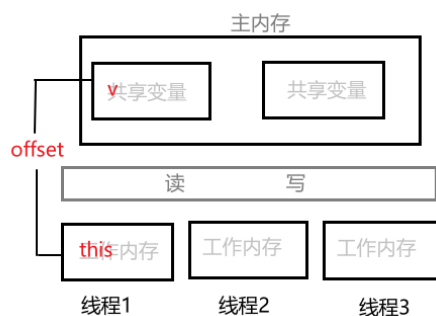 主内存
v
共享变量 共享变量
offset
读 写
this
工作内存 工作内存 工作内存
线程1 线程2 线程3